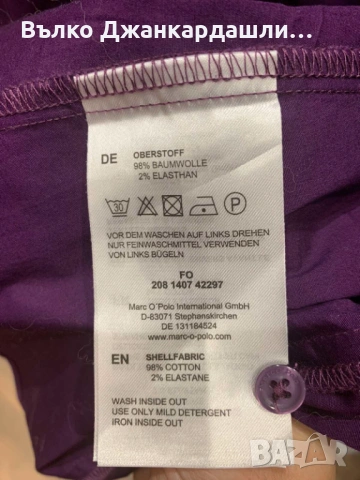 Вълко Джанкардашли...
DE OBERSTOFF
98% BAUMWOLLE
2% ELASTHAN
30
P
VOR DEM WASCHEN AUF LINKS DREHEN
NUR FEINWASCHMITTEL VERWENDEN
VON LINKS BÜGELN
FO
208 1407 42297
Marc O'Polo International GmbH
D-83071 Stephanskirchen
DE 131184524
www.marc-o-polo.com
EN SHELLFABRIC
98% COTTON
2% ELASTANE
WASH INSIDE OUT
USE ONLY MILD DETERGENT
IRON INSIDE OUT
BAZAR